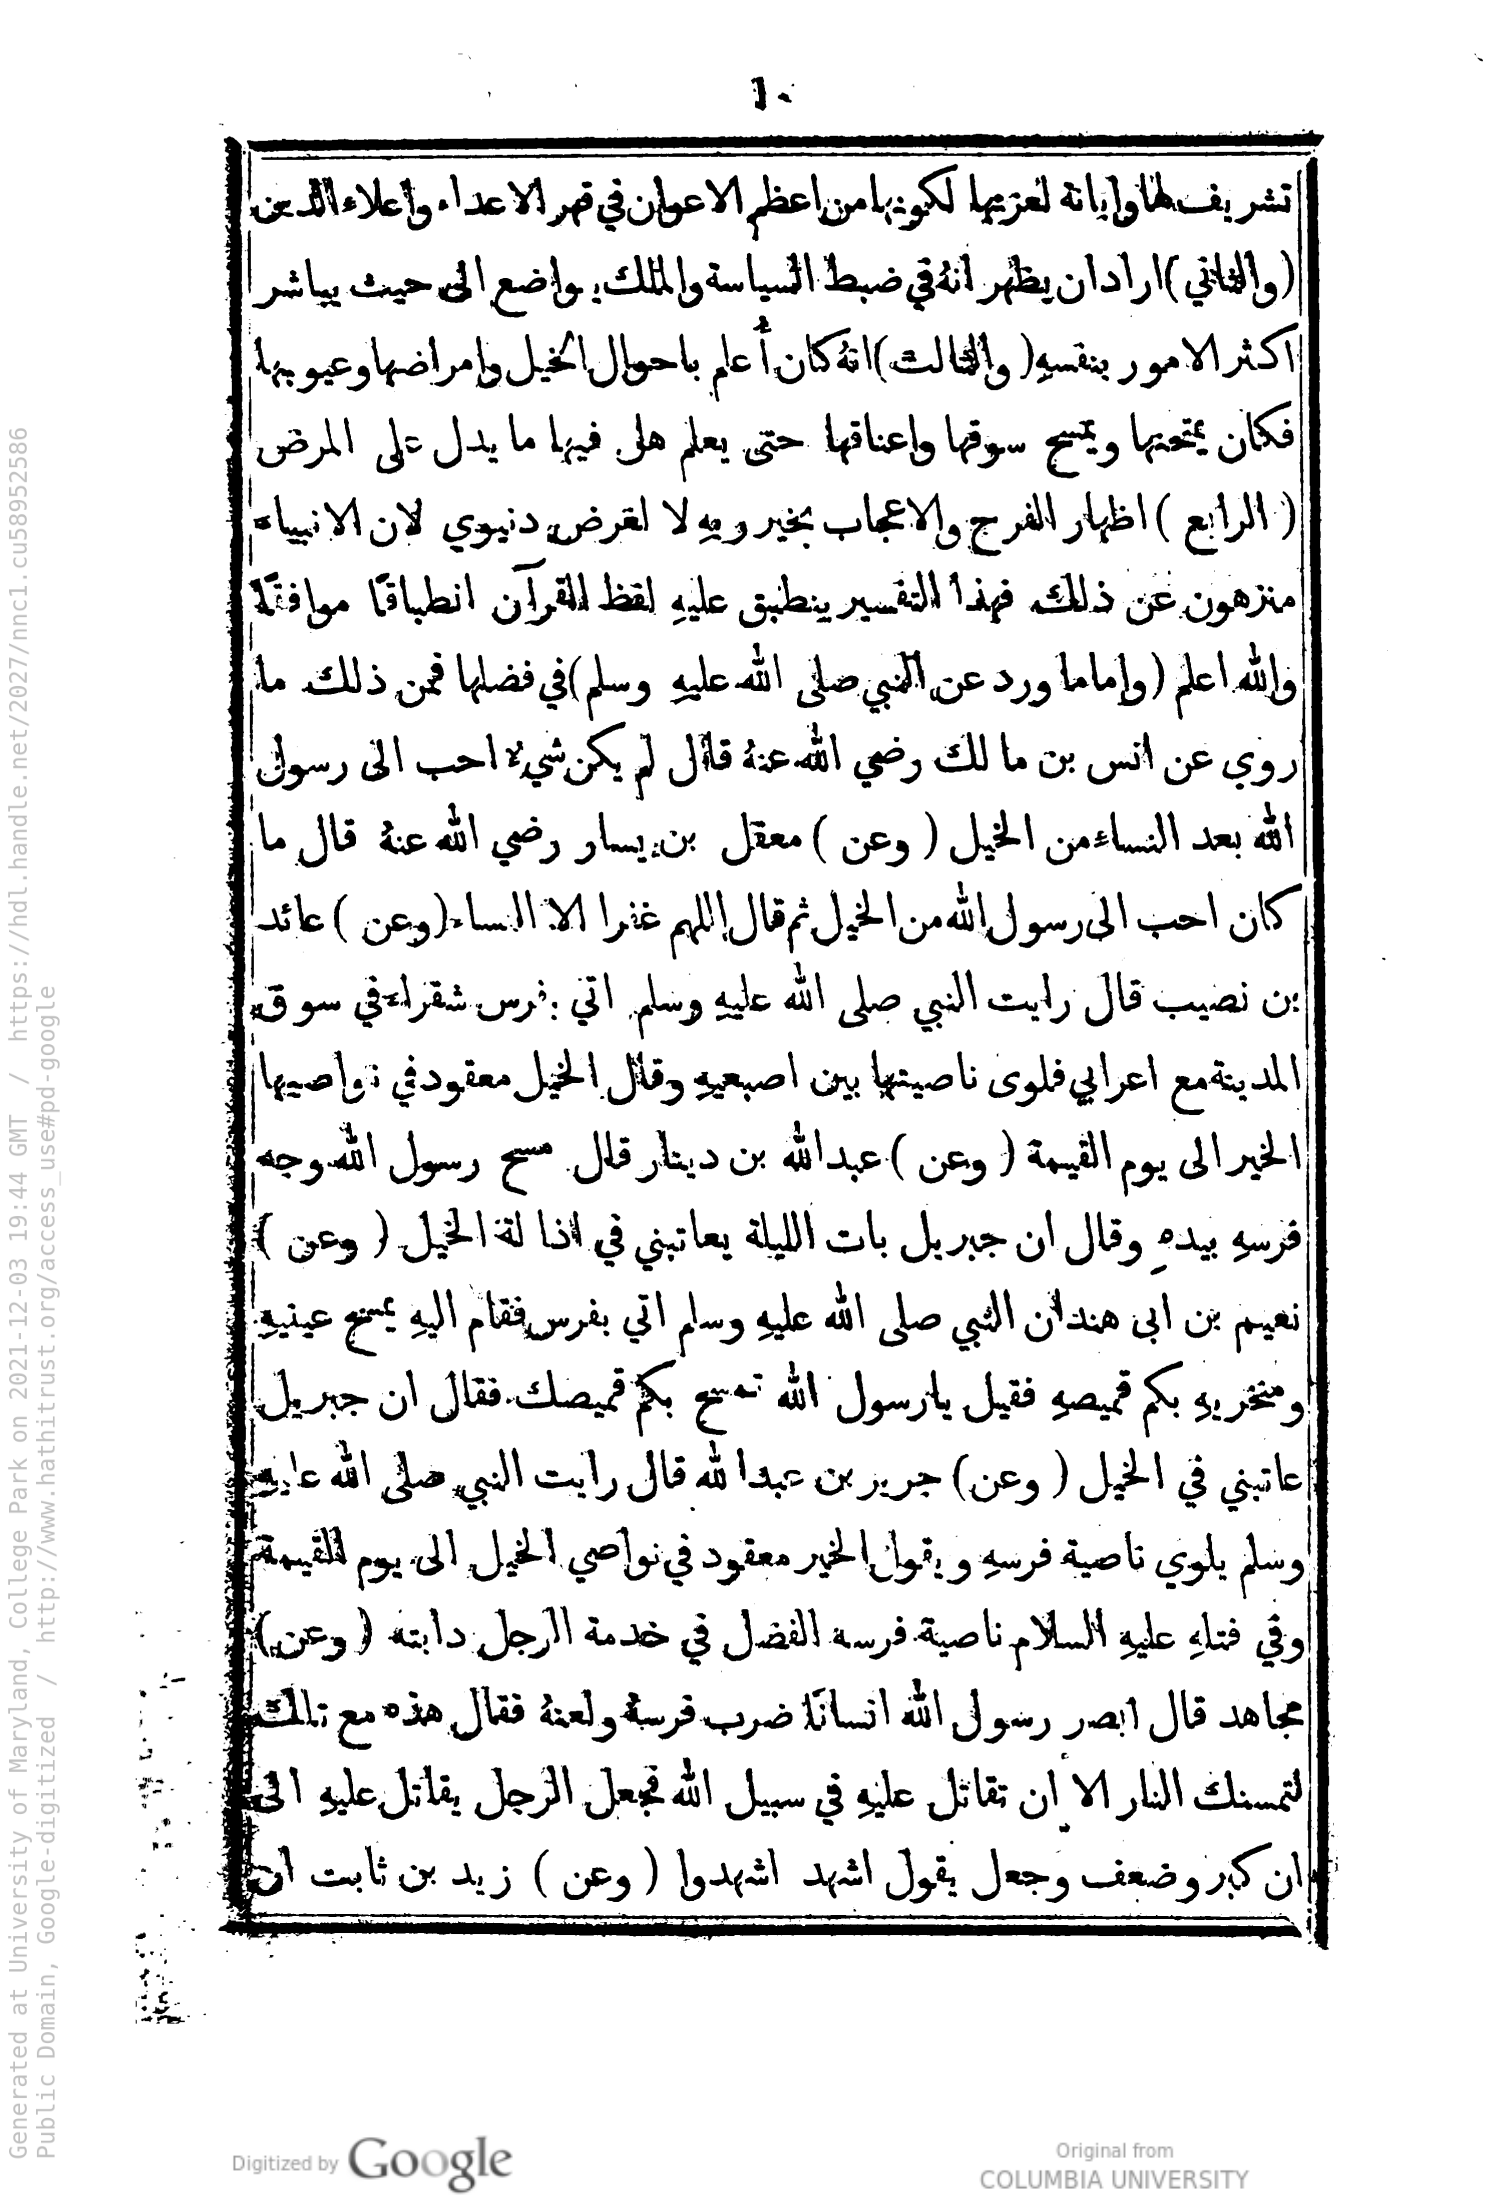 ١٠
تشريف لها وابانة لعزيها لكونها من اعظم الاعوان في قهر الاعداء واعلاء الدين
(والثاني) اراد ان يظهر انهُ في ضبط السياسة والملك يواضع الى حيث يباشر
اكثر الامور بنفسهِ (والثالث) انهُ كان أعلم باحوال الخيل وامراضها وعيوبها
فكان يمتحنها ويمسح سوقها واعناقها حتى يعلم هل فيها ما يدل على المرض
( الرابع ) اظهار الفرج والاعجاب بخير ربهِ لا لغرض دنيوي لان الانبياء
منزهون عن ذلك فهذا التفسير ينطبق عليهِ لفظ القرآن انطباقًا موافقًا
والله اعلم (واما ما ورد عن النبي صلى الله عليهِ وسلم) في فضلها فمن ذلك ما
روي عن انس بن مالك رضي الله عنهُ قال لم يكن شيءٌ احب الى رسول
الله بعد النساء من الخيل ( وعن ) معقل بن يسار رضي الله عنهُ قال ما
كان احب الى رسول الله من الخيل ثم قال اللهم غفرا الا النساء (وعن ) عائد
بن نصيب قال رايت النبي صلى الله عليهِ وسلم اتي بفرس شقراء في سوق
المدينة مع اعرابي فلوى ناصيتها بين اصبعيهِ وقال الخيل معقود في نواصيها
الخير الى يوم القيمة ( وعن ) عبدالله بن دينار قال مسح رسول الله وجه
فرسهِ بيدهِ وقال ان جبريل بات الليلة يعاتبني في اذالة الخيل ( وعن )
نعيم بن ابى هند ان النبي صلى الله عليهِ وسلم اتي بفرس فقام اليهِ يمسح عينيهِ
ومنخريهِ بكم قميصهِ فقيل يارسول الله تمسح بكم قميصك فقال ان جبريل
عاتبني في الخيل ( وعن) جرير بن عبدالله قال رايت النبي صلى الله عليهِ
وسلم يلوي ناصية فرسهِ ويقول الخير معقود في نواصي الخيل الى يوم القيمة
وفي فتلهِ عليهِ السلام ناصية فرسه الفضل في خدمة الرجل دابته ( وعن)
مجاهد قال ابصر رسول الله انسانًا ضرب فرسهُ ولعنهُ فقال هذه مع تلك
لتمسنك النار الا ان تقاتل عليهِ في سبيل الله فجعل الرجل يقاتل عليهِ الى
ان كبر وضعف وجعل يقول اشهد اشهدوا ( وعن ) زيد بن ثابت ان
Digitized by Google
Original from
COLUMBIA UNIVERSITY
Generated at University of Maryland, College Park on 2021-12-03 19:44 GMT / https://hdl.handle.net/2027/nnc1.cu58952586
Public Domain, Google-digitized / http://www.hathitrust.org/access_use#pd-google